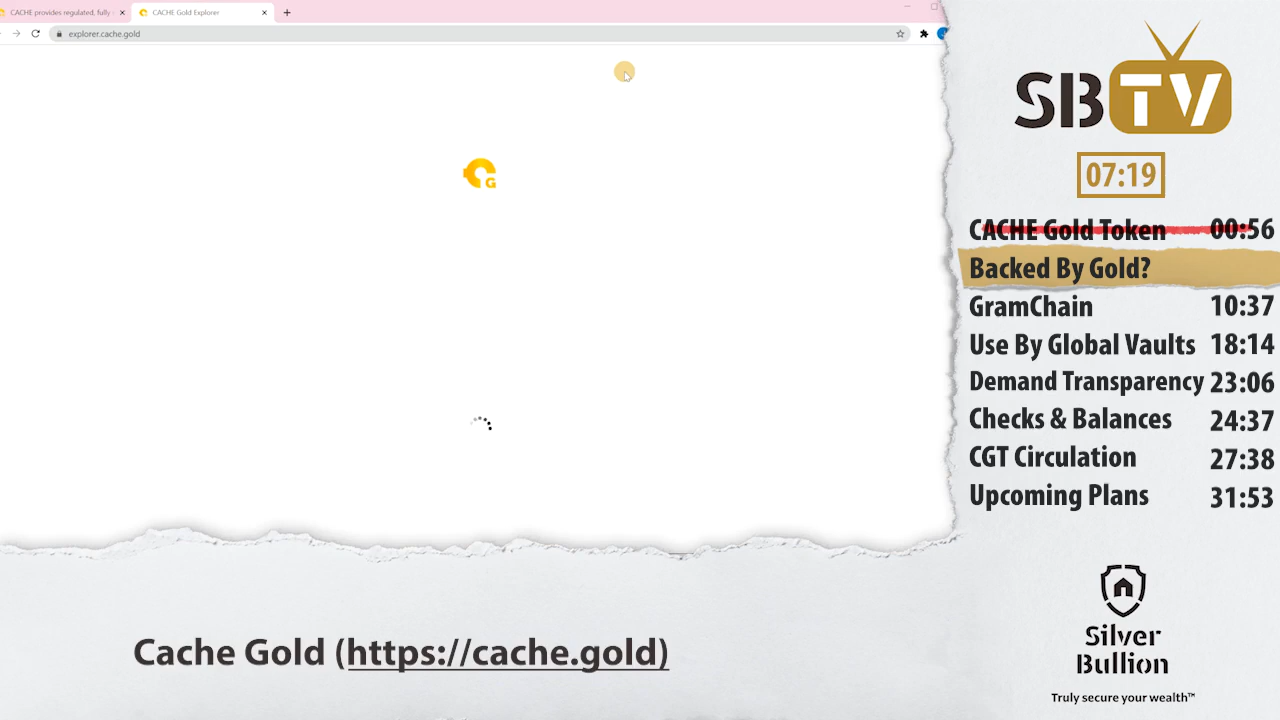 CACHE provides regulated, fully
CACHE Gold Explorer
explorer.cache.gold
G
SBTV
07:19
CACHE Gold Token 00:56
Backed By Gold?
GramChain 10:37
Use By Global Vaults 18:14
Demand Transparency 23:06
Checks & Balances 24:37
CGT Circulation 27:38
Upcoming Plans 31:53
Cache Gold (https://cache.gold)
Silver
Bullion
Truly secure your wealth™